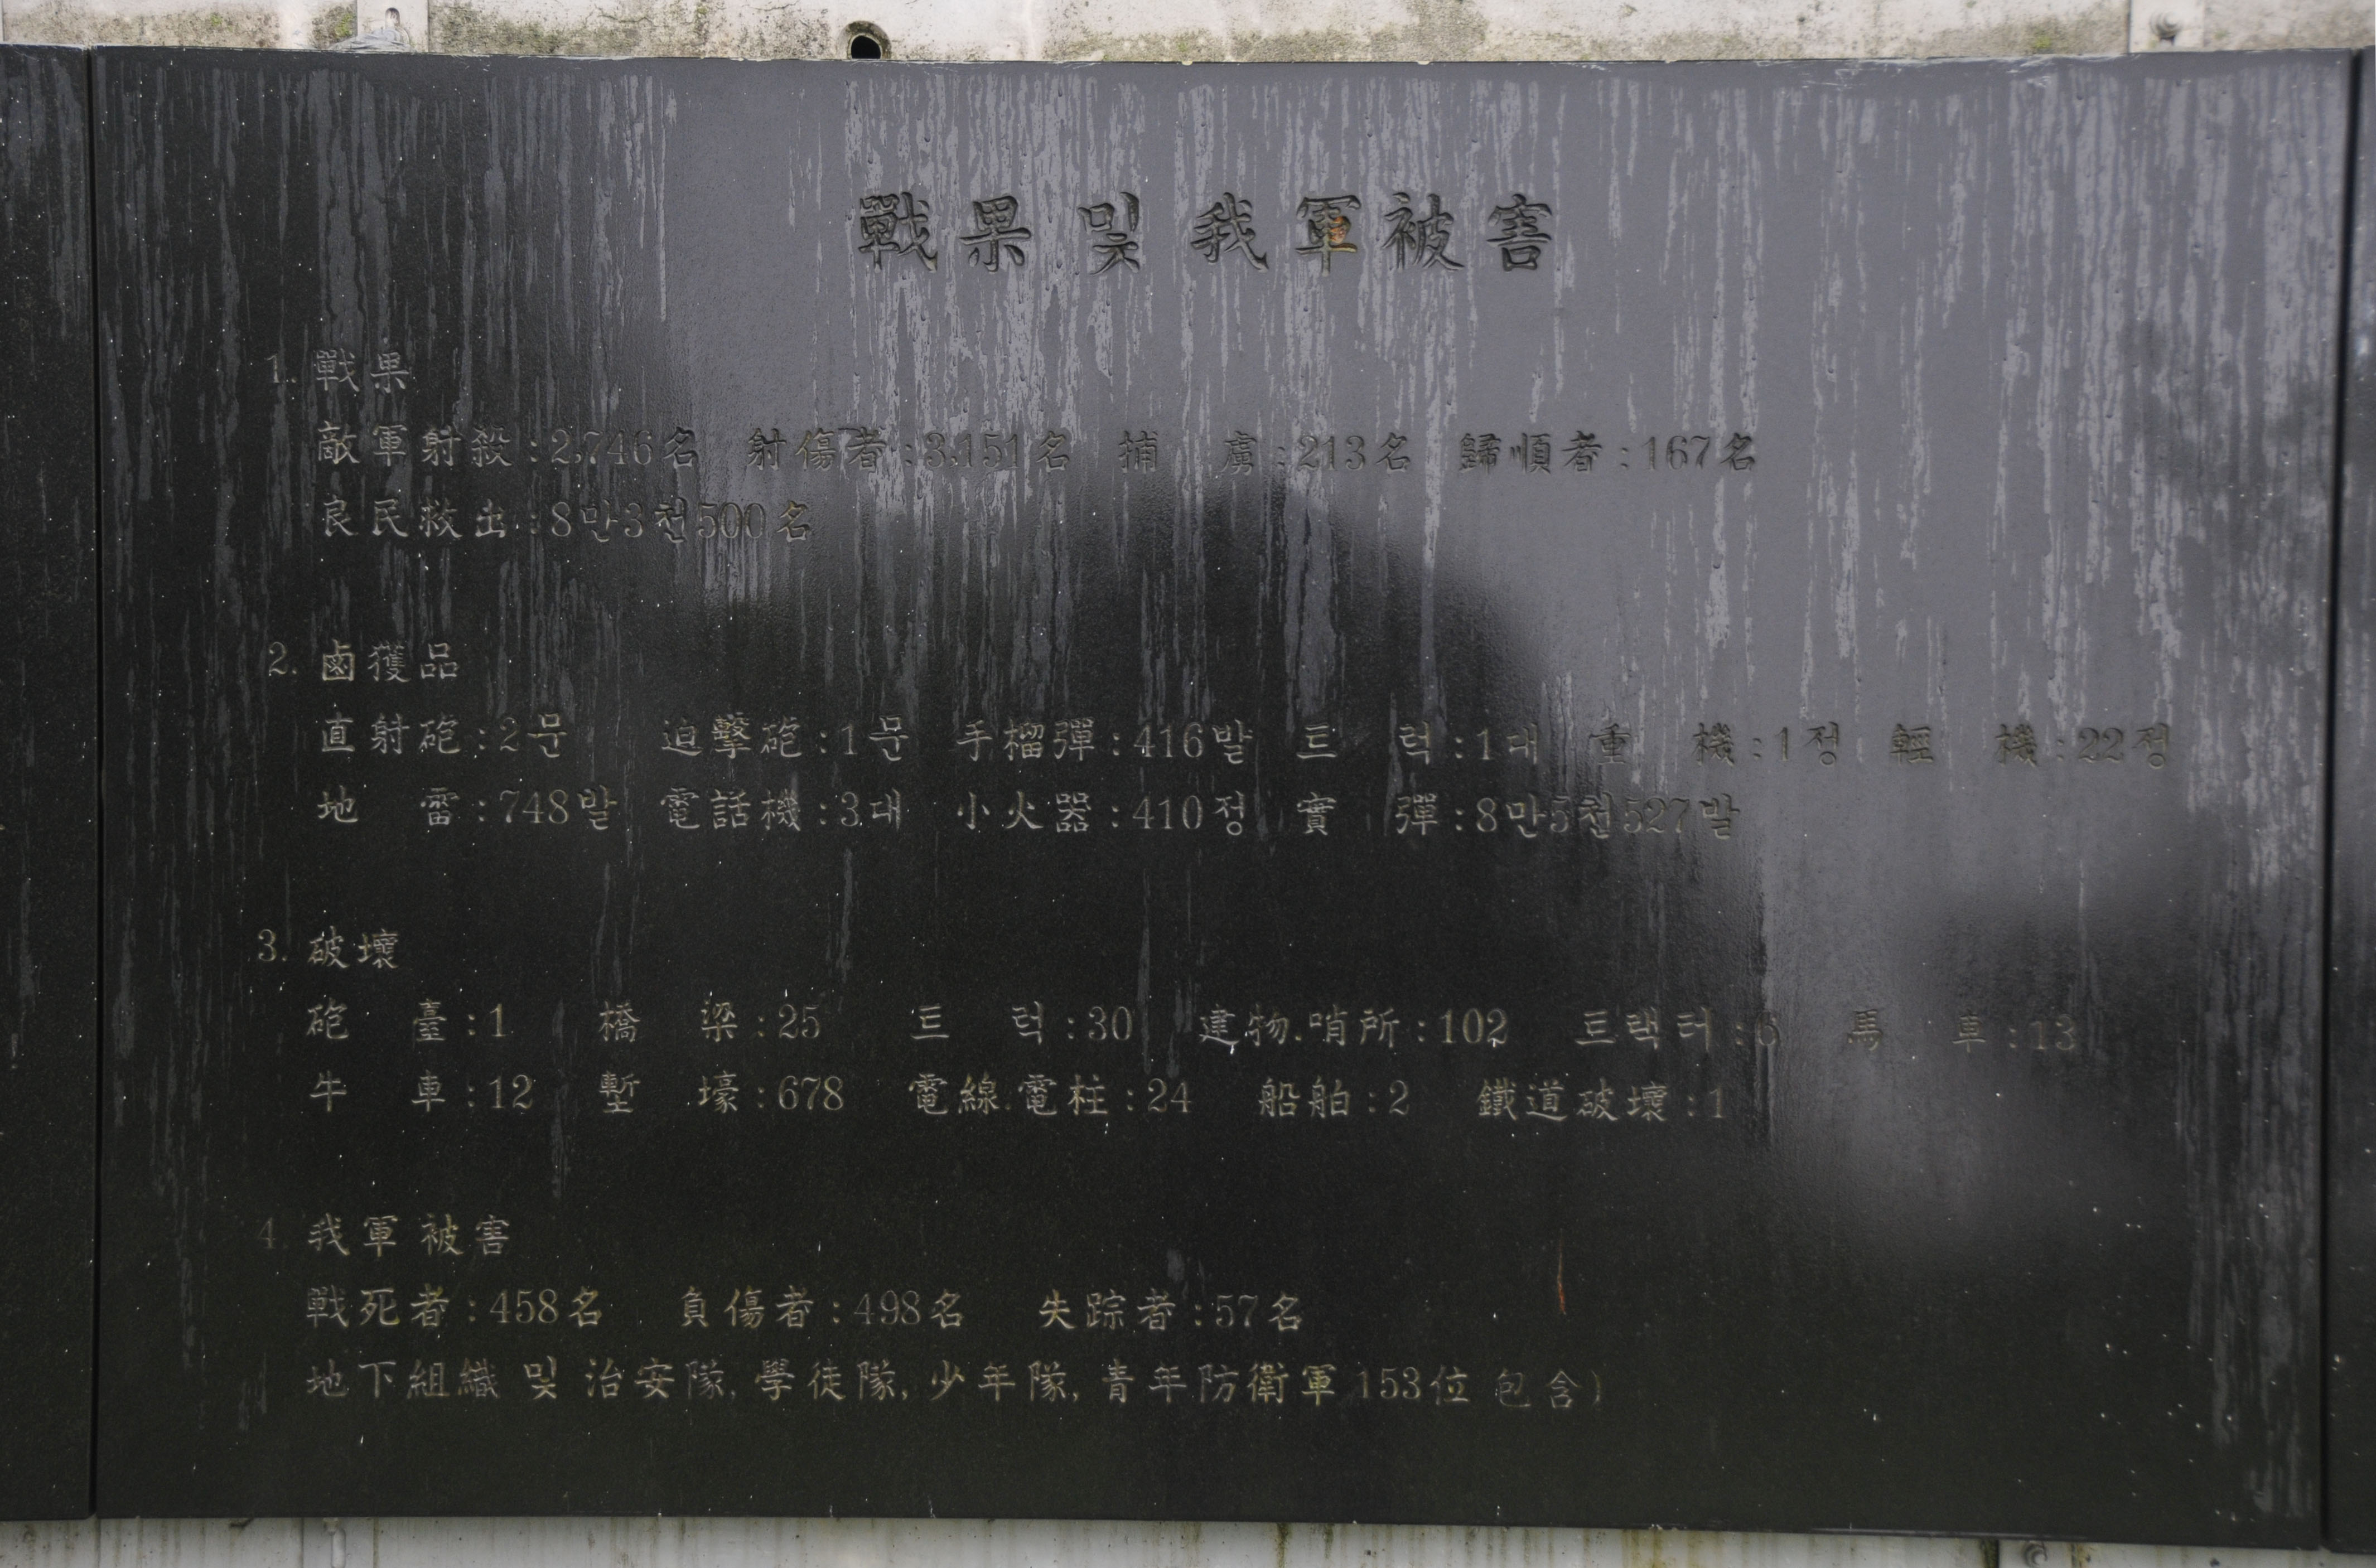 戰果 및 我軍被害
1. 戰果
敵軍射殺:2,746名 射傷者:3,151名 捕 虜:213名 歸順者:167名
良民救出:8만3천500名
2. 鹵獲品
直射砲:2문 迫擊砲:1문 手榴彈:416발 트 럭:1대 重 機:1정 輕 機:22정
地 雷:748발 電話機:3대 小火器:410정 實 彈:8만5천527발
3. 破壞
砲 臺:1 橋 梁:25 트 럭:30 建物.哨所:102 트랙터:6 馬 車:13
牛 車:12 塹 壕:678 電線.電柱:24 船舶:2 鐵道破壞:1
4. 我軍被害
戰死者:458名 負傷者:498名 失踪者:57名
地下組織 및 治安隊, 學徒隊, 少年隊, 靑年防衛軍 153位 包含)